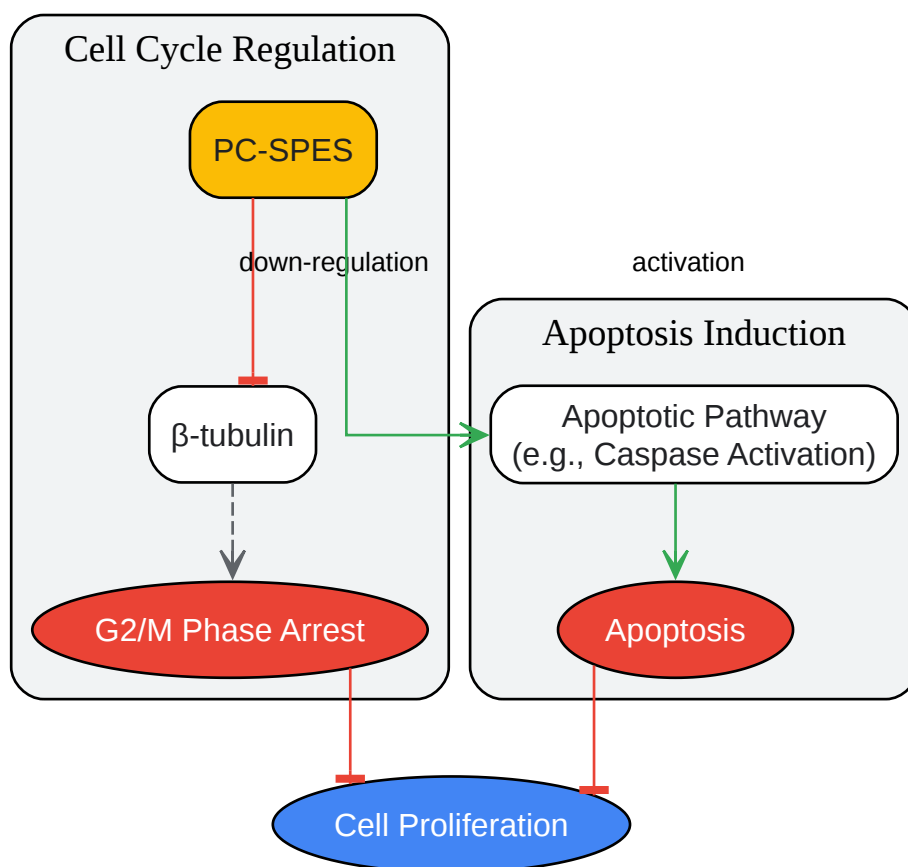 Cell Cycle Regulation
PC-SPES
down-regulation
activation
Apoptosis Induction
β-tubulin
Apoptotic Pathway
(e.g., Caspase Activation)
G2/M Phase Arrest
Apoptosis
Cell Proliferation